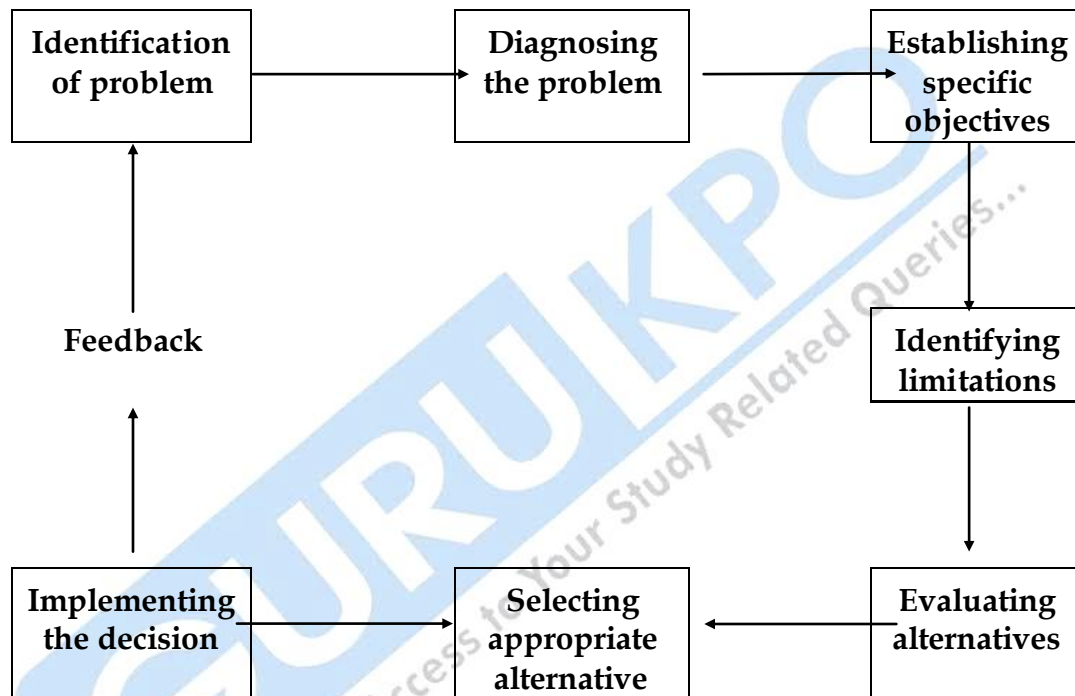 Identification
of problem
Diagnosing
the problem
Establishing
specific
objectives
Feedback
Identifying
limitations
Implementing
the decision
Selecting
appropriate
alternative
Evaluating
alternatives
GURUKPO
Access to Your Study Related Queries...